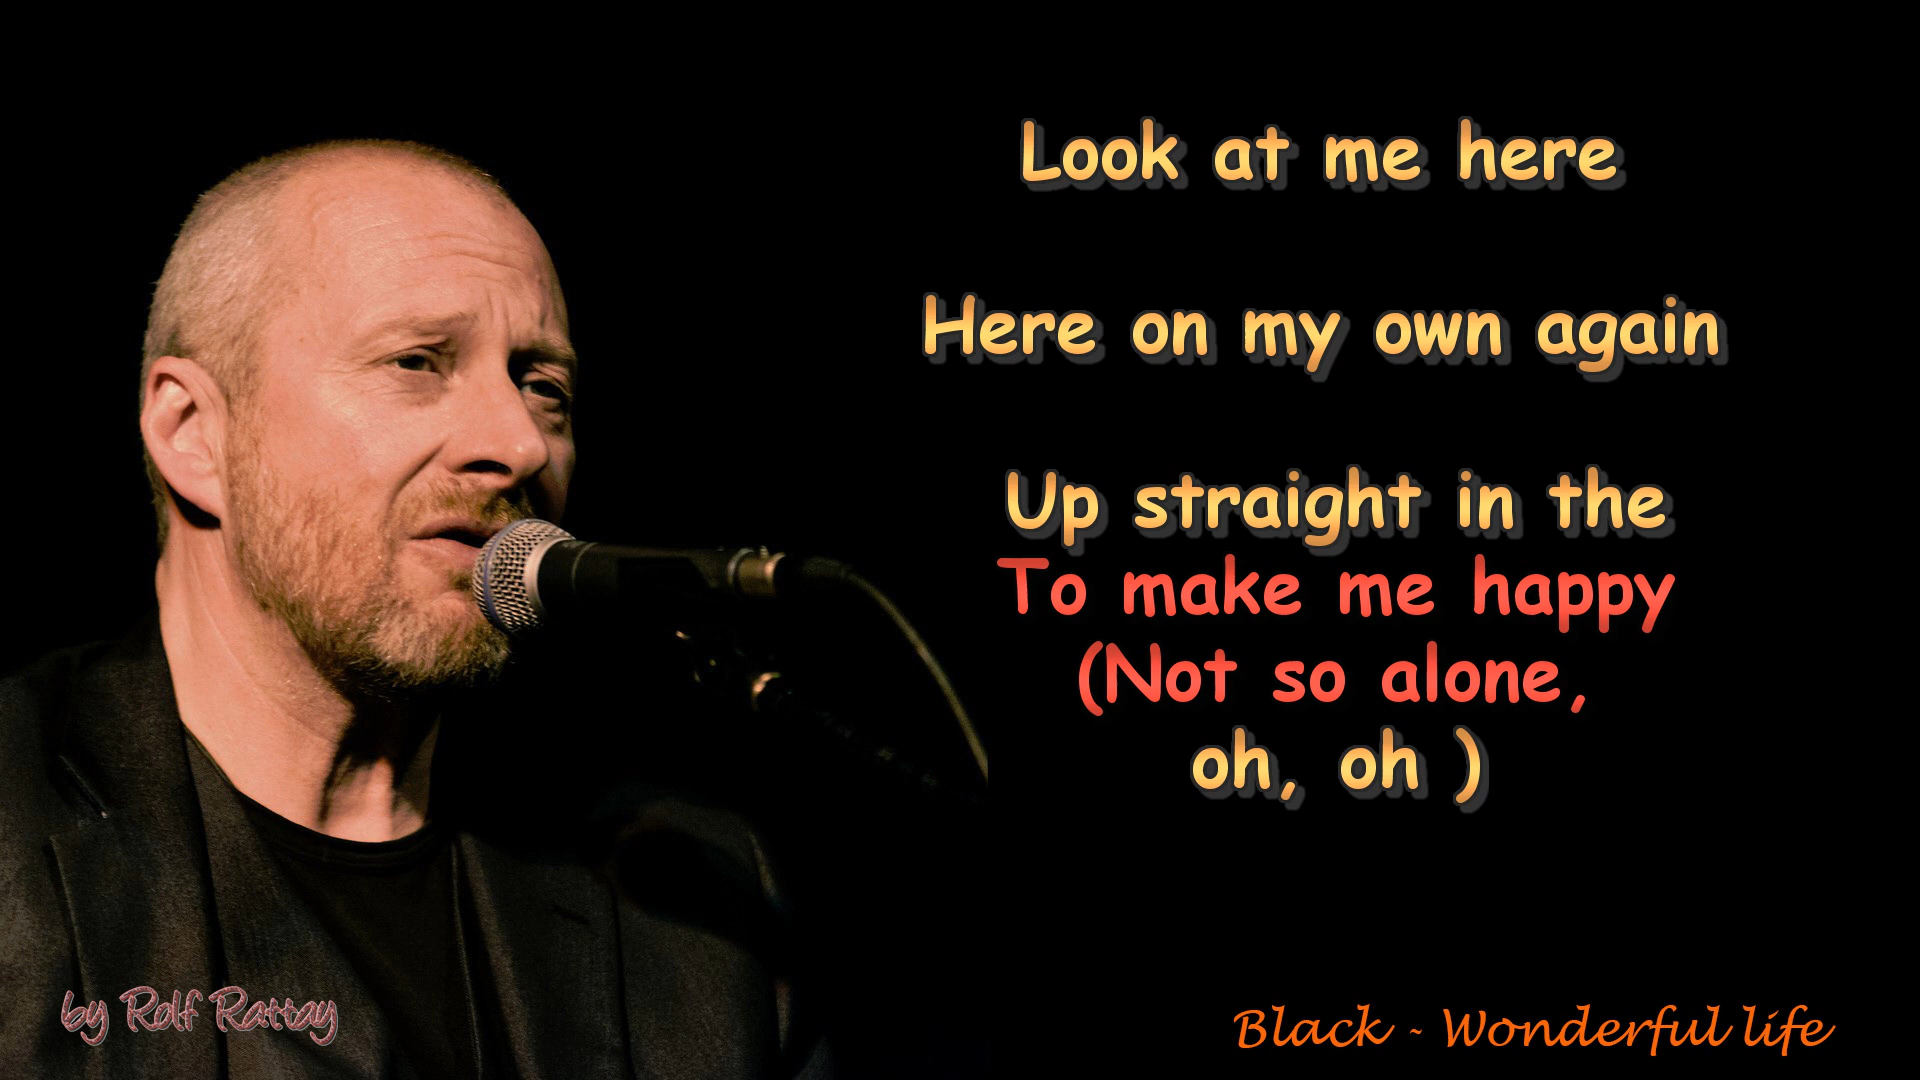 Look at me here
Here on my own again
Up straight in the
To make me happy
(Not so alone,
oh, oh )
by Rolf Rattay
Black - Wonderful life